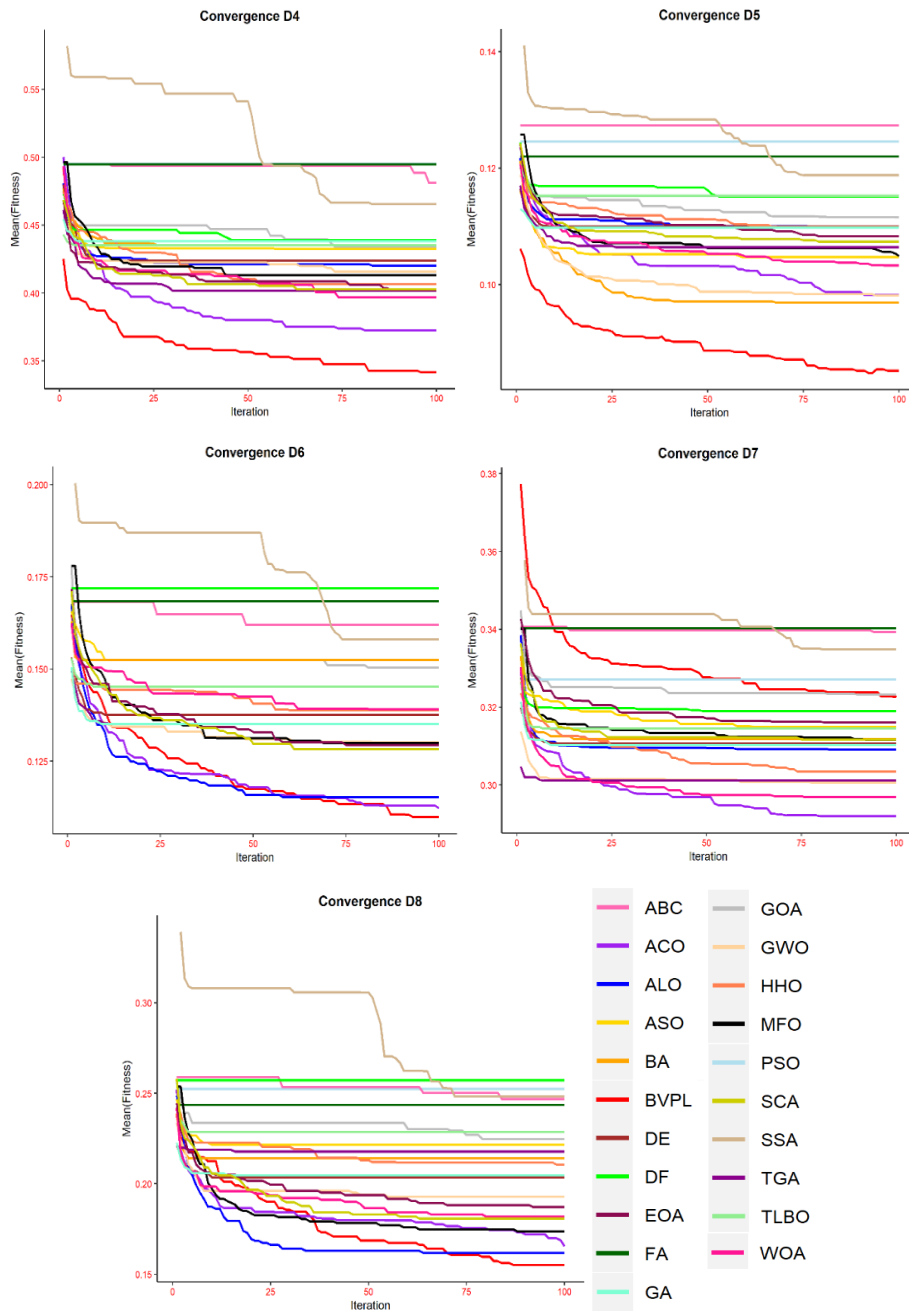 Convergence D4
Mean(Fitness)
0.55
0.50
0.45
0.40
0.35
0
25
50
75
100
Iteration
Convergence D5
Mean(Fitness)
0.14
0.12
0.10
0
25
50
75
100
Iteration
Convergence D6
Mean(Fitness)
0.200
0.175
0.150
0.125
0
25
50
75
100
Iteration
Convergence D7
Mean(Fitness)
0.38
0.36
0.34
0.32
0.30
0
25
50
75
100
Iteration
Convergence D8
Mean(Fitness)
0.30
0.25
0.20
0.15
0
25
50
75
100
Iteration
ABC
ACO
ALO
ASO
BA
BVPL
DE
DF
EOA
FA
GA
GOA
GWO
HHO
MFO
PSO
SCA
SSA
TGA
TLBO
WOA